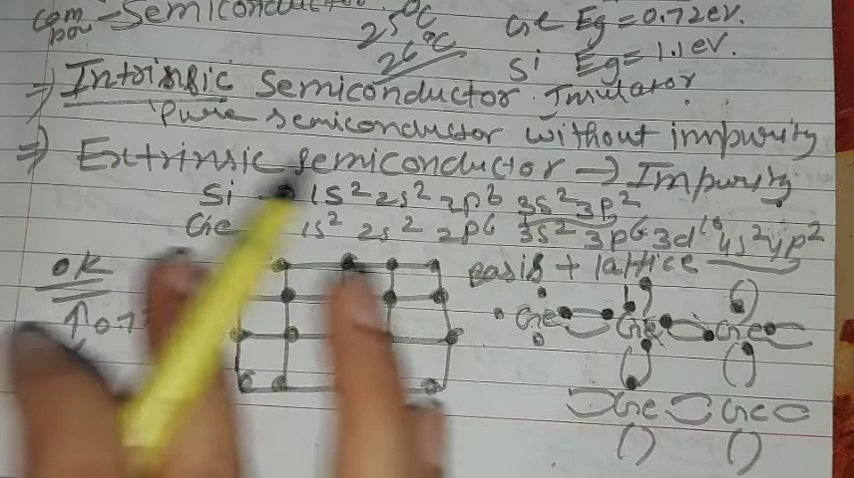 com - Semiconductor 25°C Ge Eg = 0.72ev.
pou 26°C Si Eg = 1.1ev.
⇒ Intrinsic semiconductor Insulator
Pure semiconductor without impurity
⇒ Extrinsic semiconductor → Impurity
Si 1s² 2s² 2p⁶ 3s² 3p²
Ge 1s² 2s² 2p⁶ 3s² 3p⁶ 3d¹⁰ 4s² 4p²
0K basis + lattice
Ge Ge Ge
Ge Ge